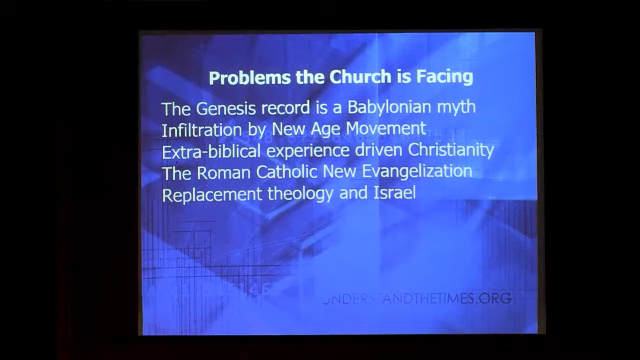 Problems the Church is Facing
The Genesis record is a Babylonian myth
Infiltration by New Age Movement
Extra-biblical experience driven Christianity
The Roman Catholic New Evangelization
Replacement theology and Israel
UNDERSTANDTHETIMES.ORG